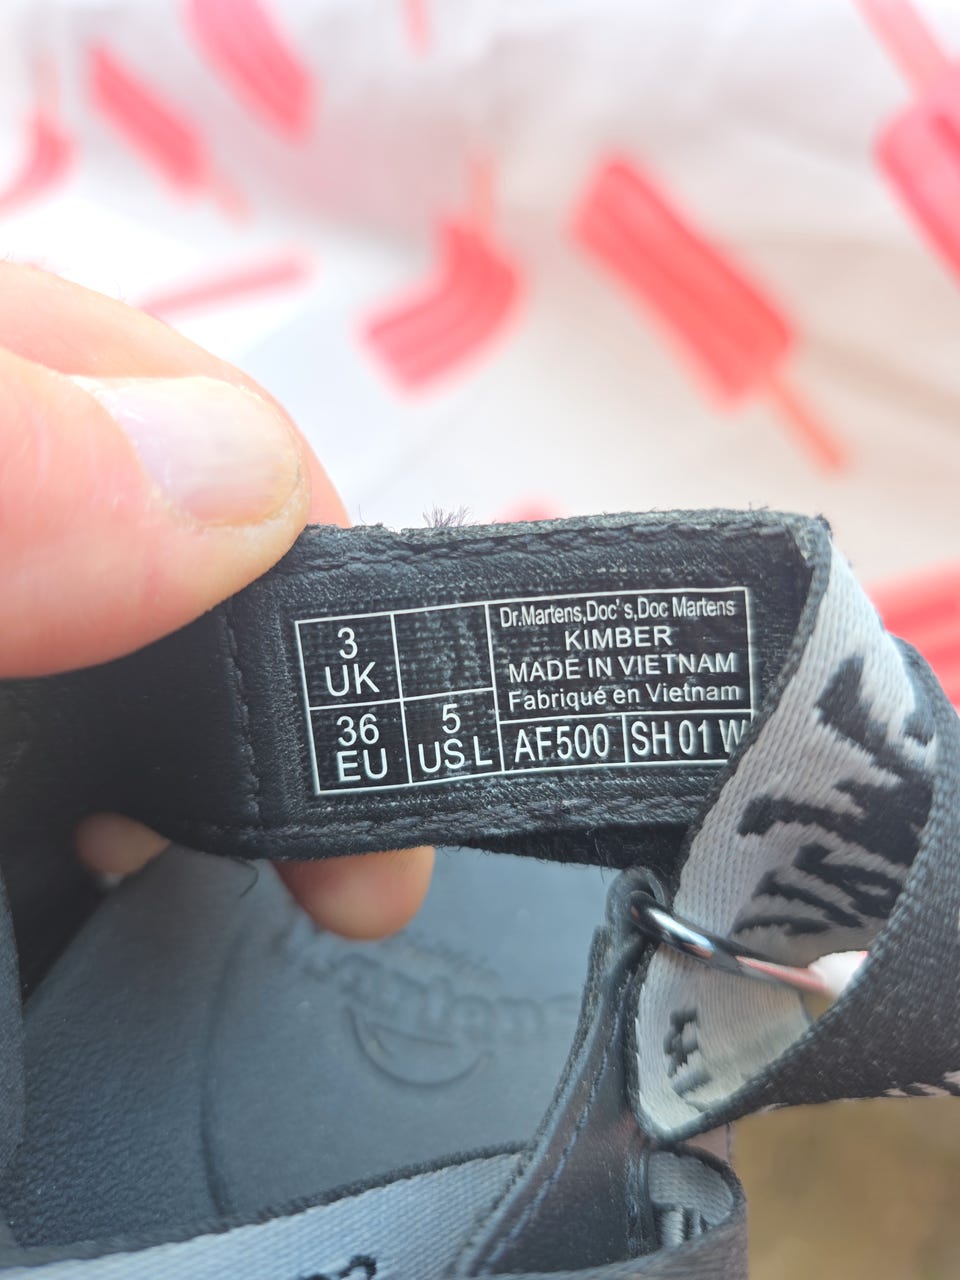 3
UK
36
EU
5
US L
Dr.Martens,Doc's,Doc Martens
KIMBER
MADE IN VIETNAM
Fabriqué en Vietnam
AF500
SH 01 W